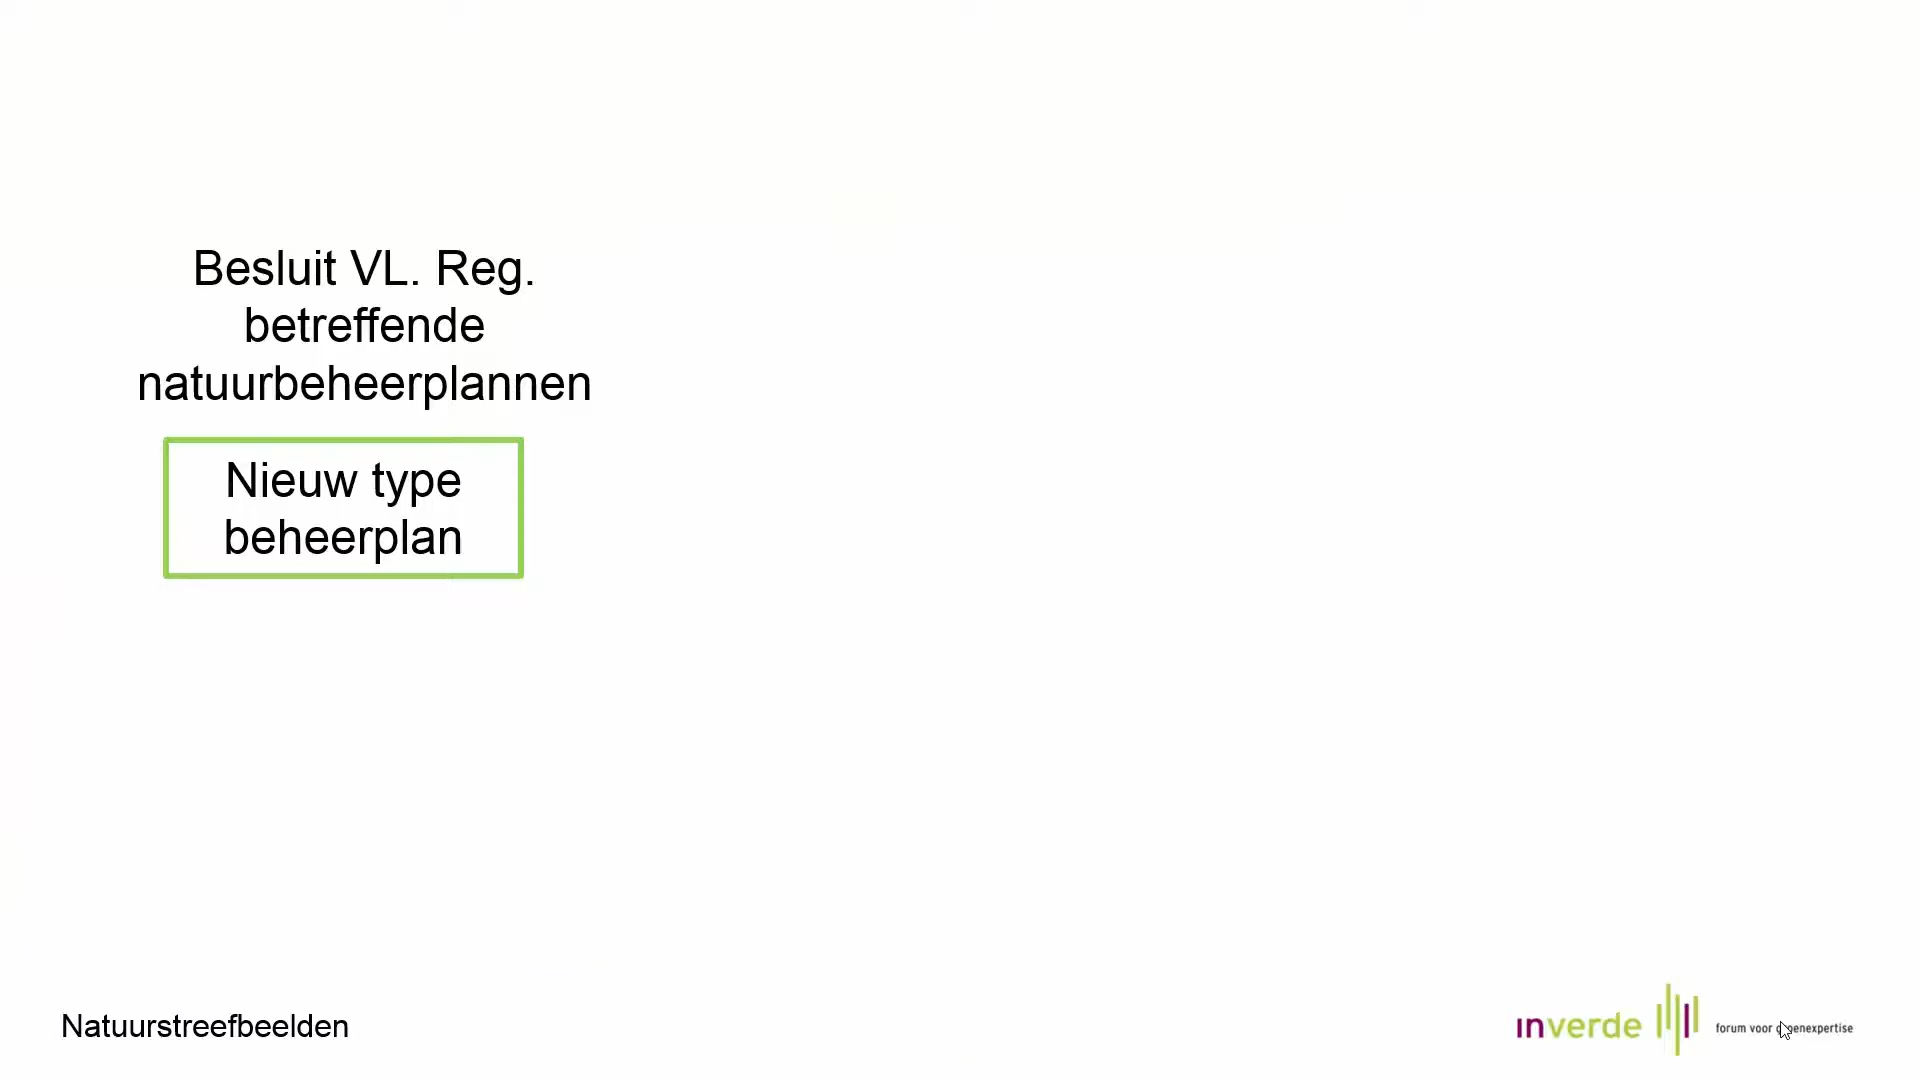 Besluit VL. Reg.
betreffende
natuurbeheerplannen
Nieuw type
beheerplan
Natuurstreefbeelden
inverde
forum voor